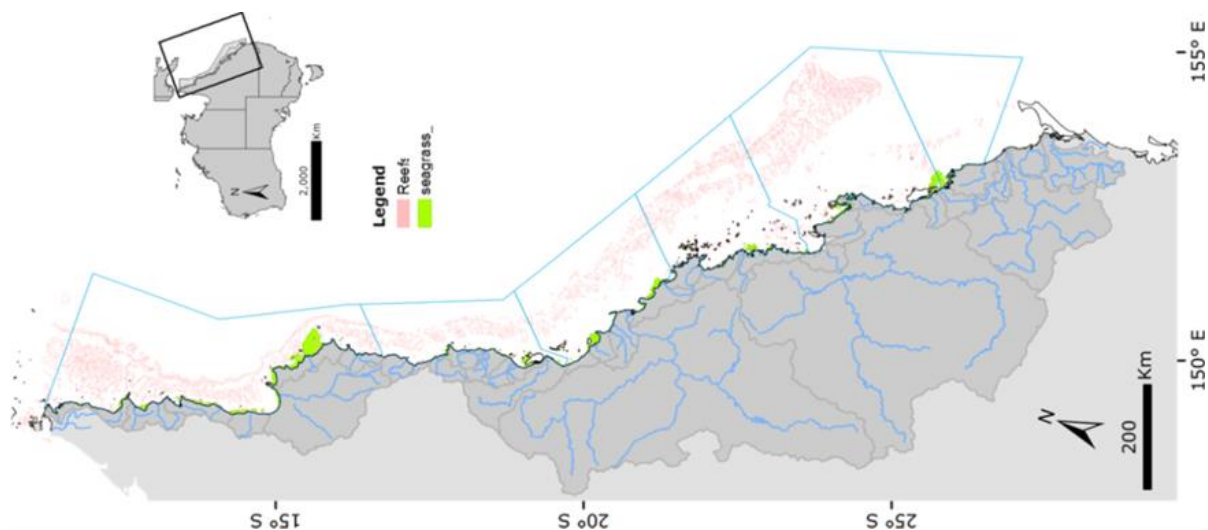 N
2,000
Km
Legend
Reefs
seagrass_
155° E
150° E
N
200
Km
15° S
20° S
25° S